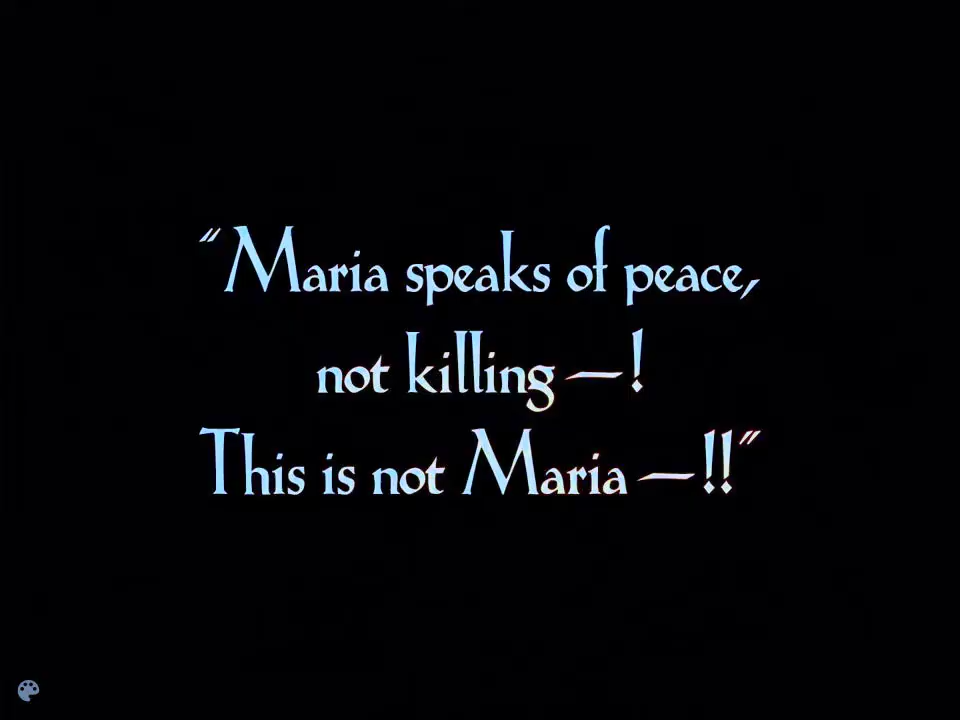 “Maria speaks of peace,
not killing—!
This is not Maria—!!”